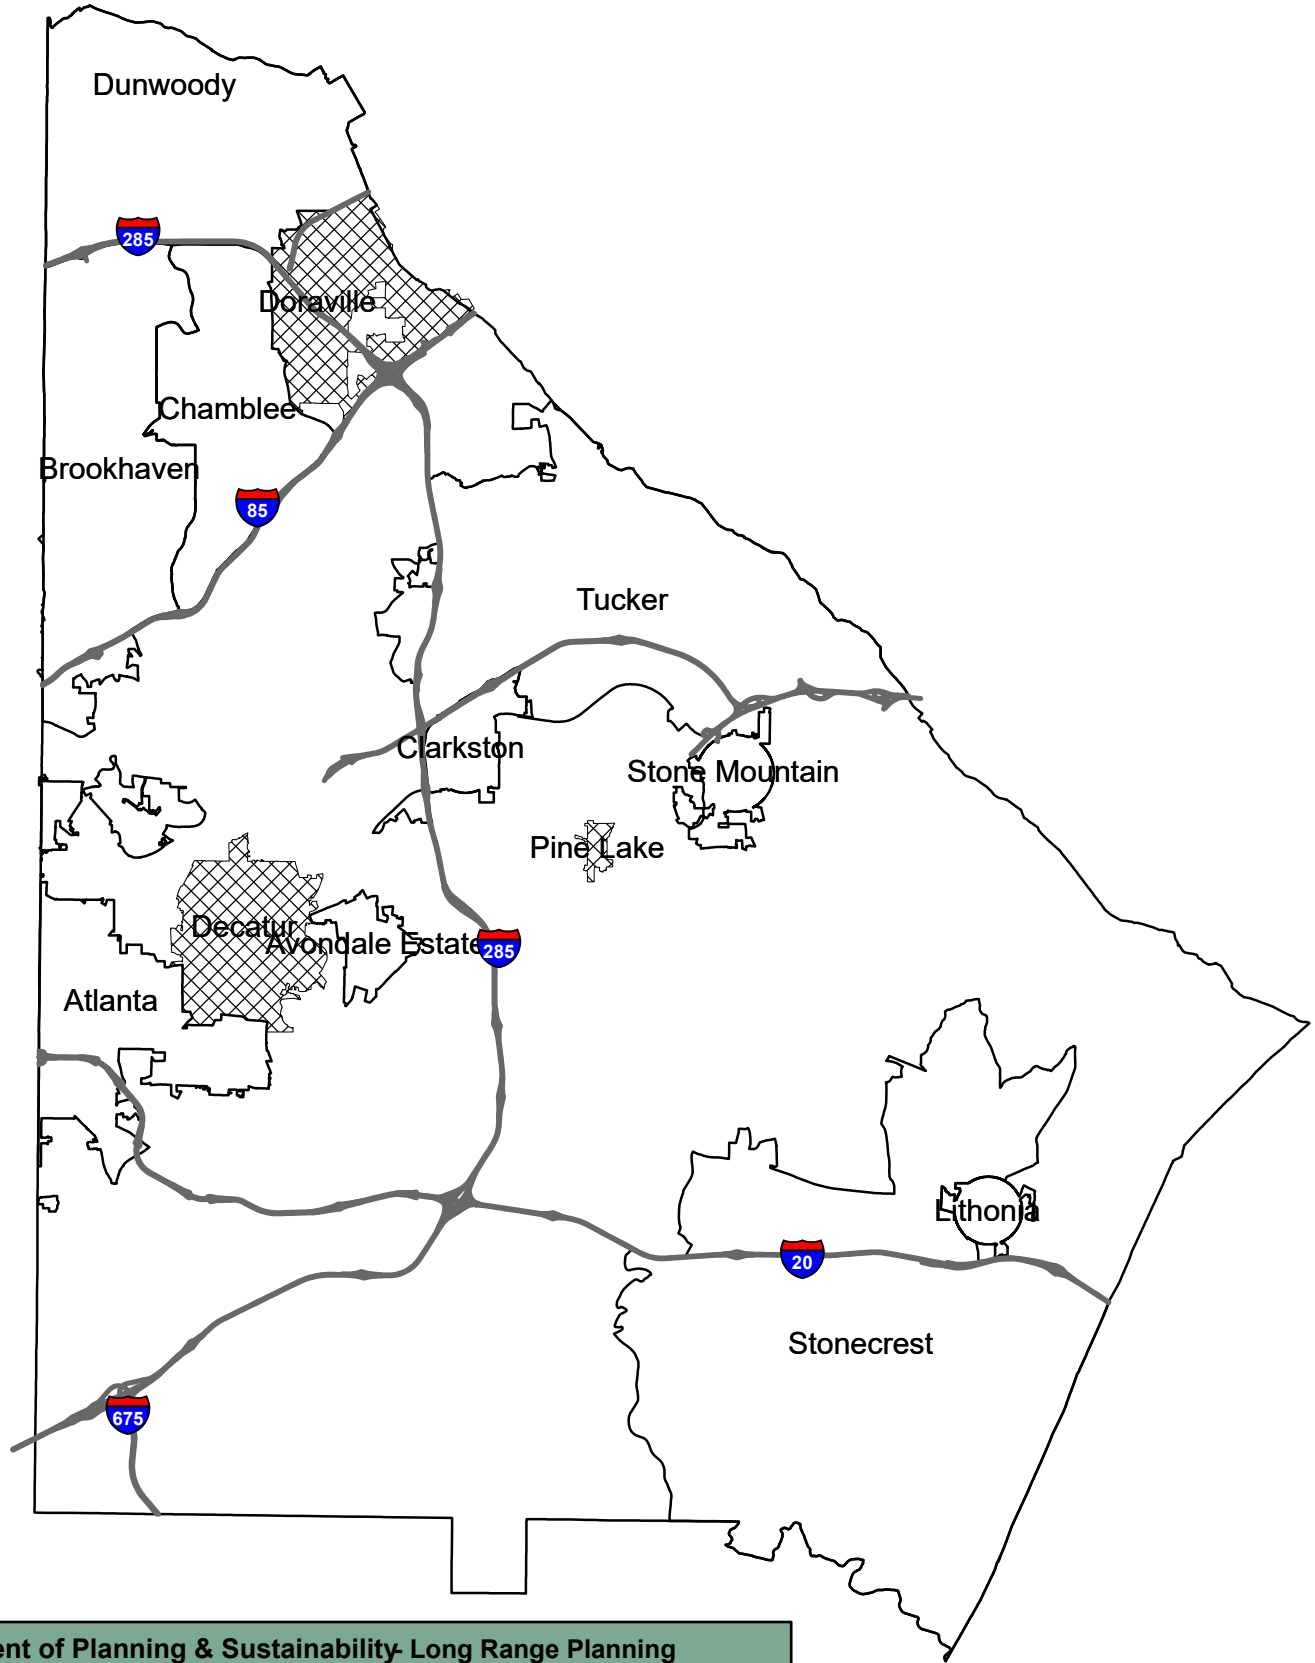 Dunwoody
285
Doraville
Chamblee
Brookhaven
85
Tucker
Clarkston
Stone Mountain
Pine Lake
Decatur
Avondale Estate
285
Atlanta
Lithonia
20
Stonecrest
675
ent of Planning & Sustainability- Long Range Planning